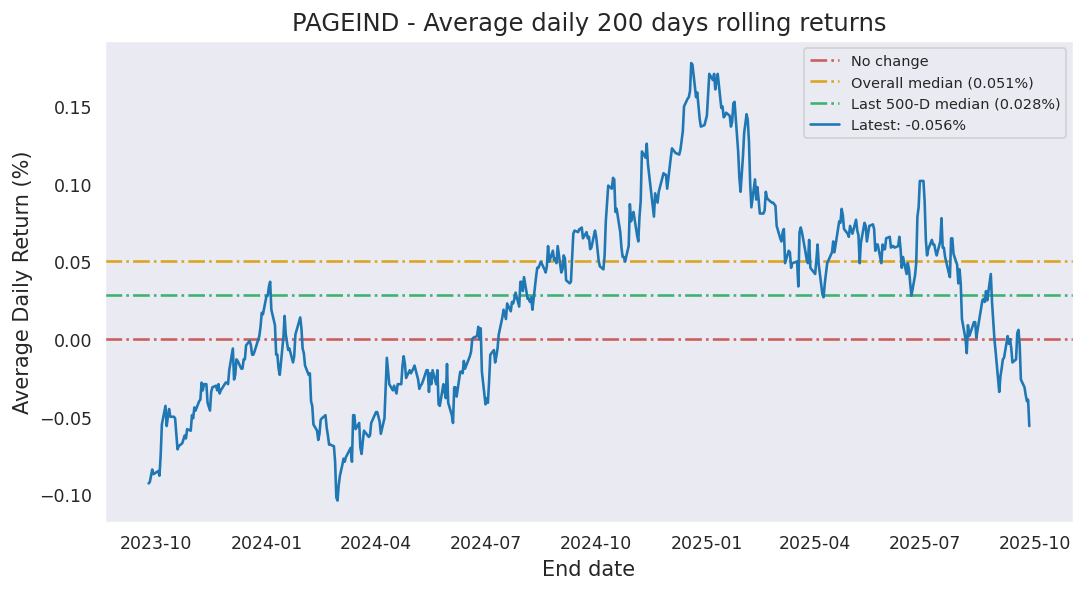 PAGEIND - Average daily 200 days rolling returns
No change
Overall median (0.051%)
Last 500-D median (0.028%)
Latest: -0.056%
Average Daily Return (%)
0.15
0.10
0.05
0.00
−0.05
−0.10
2023-10 2024-01 2024-04 2024-07 2024-10 2025-01 2025-04 2025-07 2025-10
End date